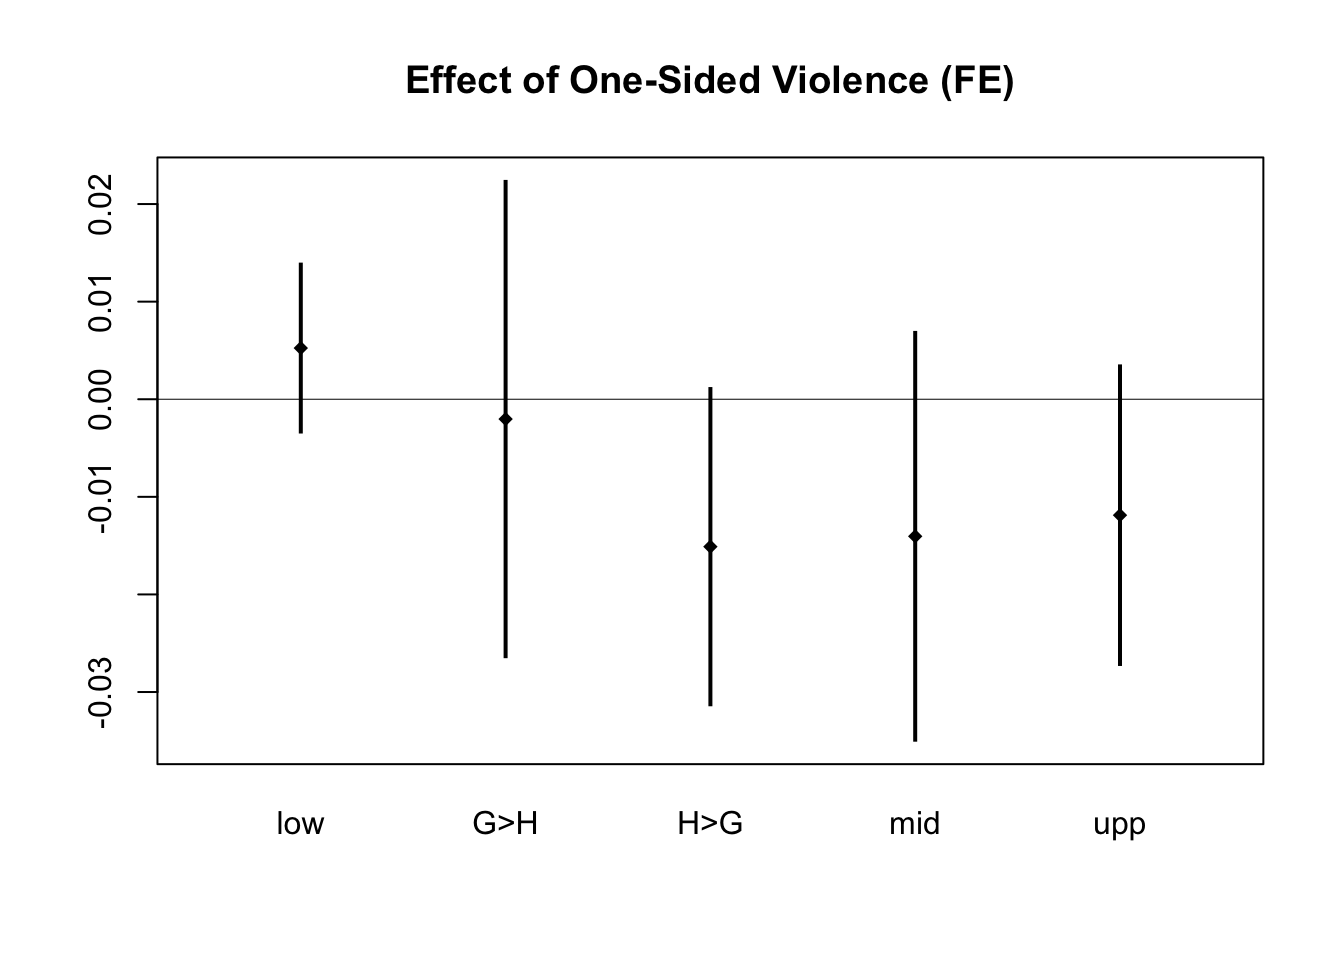 Effect of One-Sided Violence (FE)
0.02
0.01
0.00
-0.01
-0.03
low G>H H>G mid upp